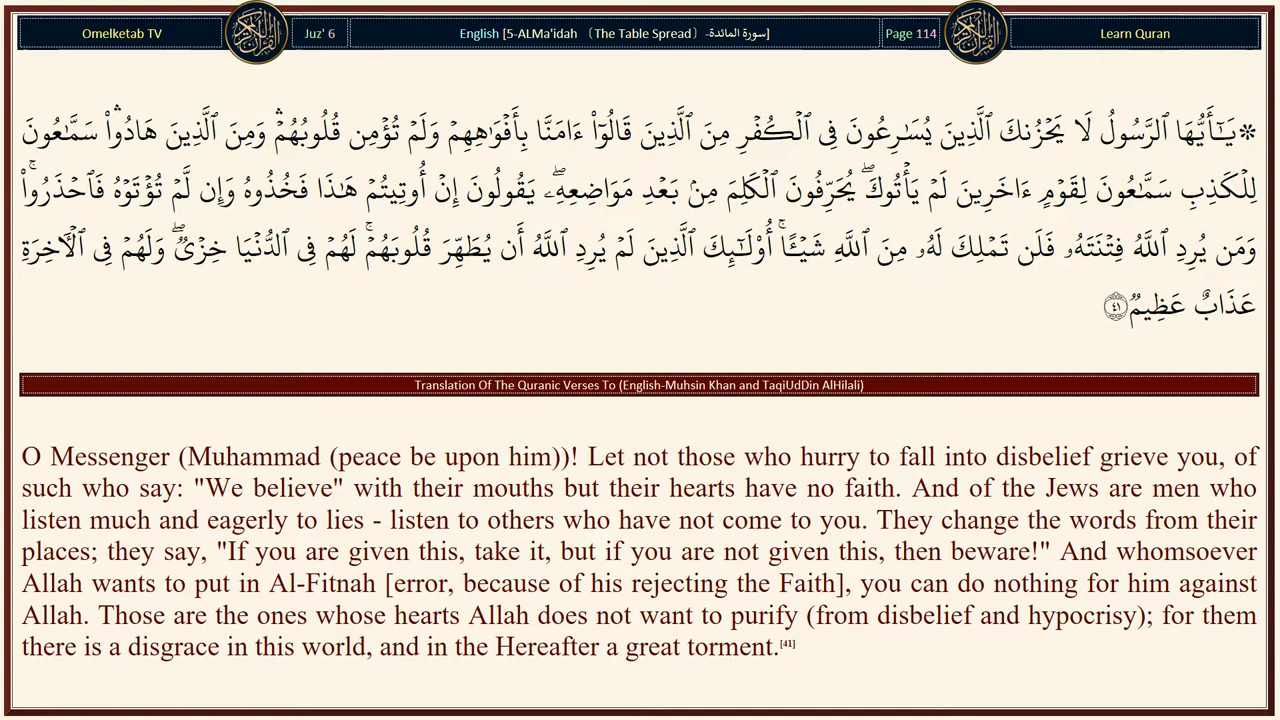 Omelketab TV
Juz' 6
English [5-ALMa'idah (The Table Spread) -سورة المائدة]
Page 114
Learn Quran
۞ يَـٰٓأَيُّهَا ٱلرَّسُولُ لَا يَحْزُنكَ ٱلَّذِينَ يُسَـٰرِعُونَ فِى ٱلْكُفْرِ مِنَ ٱلَّذِينَ قَالُوٓا۟ ءَامَنَّا بِأَفْوَٰهِهِمْ وَلَمْ تُؤْمِن قُلُوبُهُمْ ۛ وَمِنَ ٱلَّذِينَ هَادُوا۟ ۛ سَمَّـٰعُونَ
لِلْكَذِبِ سَمَّـٰعُونَ لِقَوْمٍ ءَاخَرِينَ لَمْ يَأْتُوكَ ۖ يُحَرِّفُونَ ٱلْكَلِمَ مِنۢ بَعْدِ مَوَاضِعِهِۦ ۖ يَقُولُونَ إِنْ أُوتِيتُمْ هَـٰذَا فَخُذُوهُ وَإِن لَّمْ تُؤْتَوْهُ فَٱحْذَرُوا۟ ۚ
وَمَن يُرِدِ ٱللَّهُ فِتْنَتَهُۥ فَلَن تَمْلِكَ لَهُۥ مِنَ ٱللَّهِ شَيْـًٔا ۚ أُو۟لَـٰٓئِكَ ٱلَّذِينَ لَمْ يُرِدِ ٱللَّهُ أَن يُطَهِّرَ قُلُوبَهُمْ ۚ لَهُمْ فِى ٱلدُّنْيَا خِزْىٌ ۖ وَلَهُمْ فِى ٱلْـَٔاخِرَةِ
عَذَابٌ عَظِيمٌ ٤١
Translation Of The Quranic Verses To (English-Muhsin Khan and TaqiUdDin AlHilali)
O Messenger (Muhammad (peace be upon him))! Let not those who hurry to fall into disbelief grieve you, of
such who say: "We believe" with their mouths but their hearts have no faith. And of the Jews are men who
listen much and eagerly to lies - listen to others who have not come to you. They change the words from their
places; they say, "If you are given this, take it, but if you are not given this, then beware!" And whomsoever
Allah wants to put in Al-Fitnah [error, because of his rejecting the Faith], you can do nothing for him against
Allah. Those are the ones whose hearts Allah does not want to purify (from disbelief and hypocrisy); for them
there is a disgrace in this world, and in the Hereafter a great torment.[41]